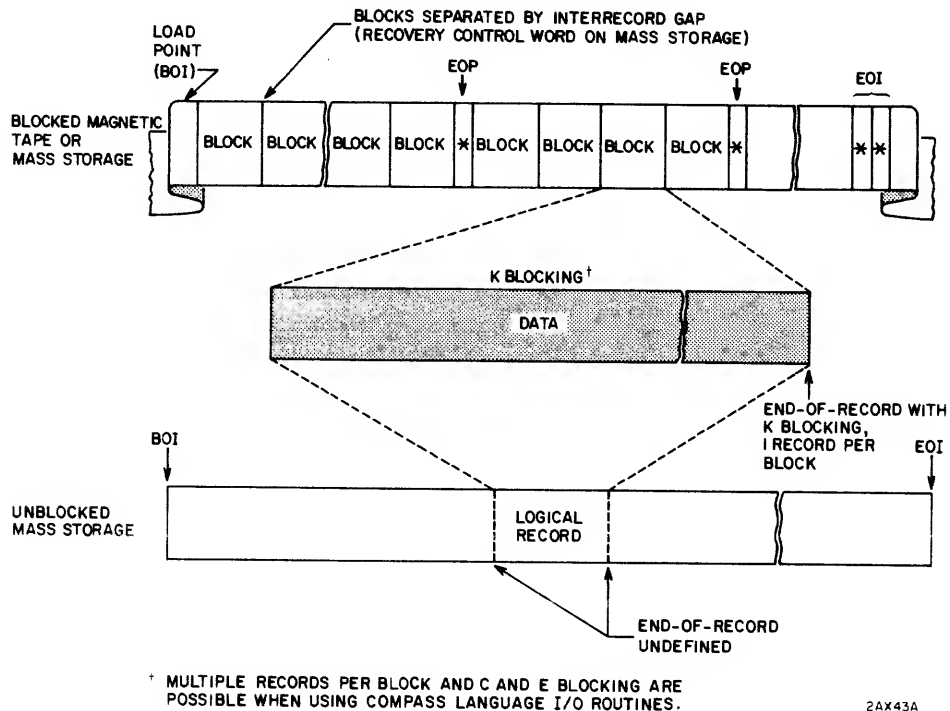 BLOCKS SEPARATED BY INTERRECORD GAP
(RECOVERY CONTROL WORD ON MASS STORAGE)
LOAD
POINT
(BOI)
EOP
EOP
EOI
BLOCKED MAGNETIC
TAPE OR
MASS STORAGE
BLOCK BLOCK BLOCK BLOCK * BLOCK BLOCK BLOCK BLOCK * * *
K BLOCKING†
DATA
END-OF-RECORD WITH
K BLOCKING,
1 RECORD PER
BLOCK
BOI
EOI
UNBLOCKED
MASS STORAGE
LOGICAL
RECORD
END-OF-RECORD
UNDEFINED
† MULTIPLE RECORDS PER BLOCK AND C AND E BLOCKING ARE
POSSIBLE WHEN USING COMPASS LANGUAGE I/O ROUTINES.
2AX43A